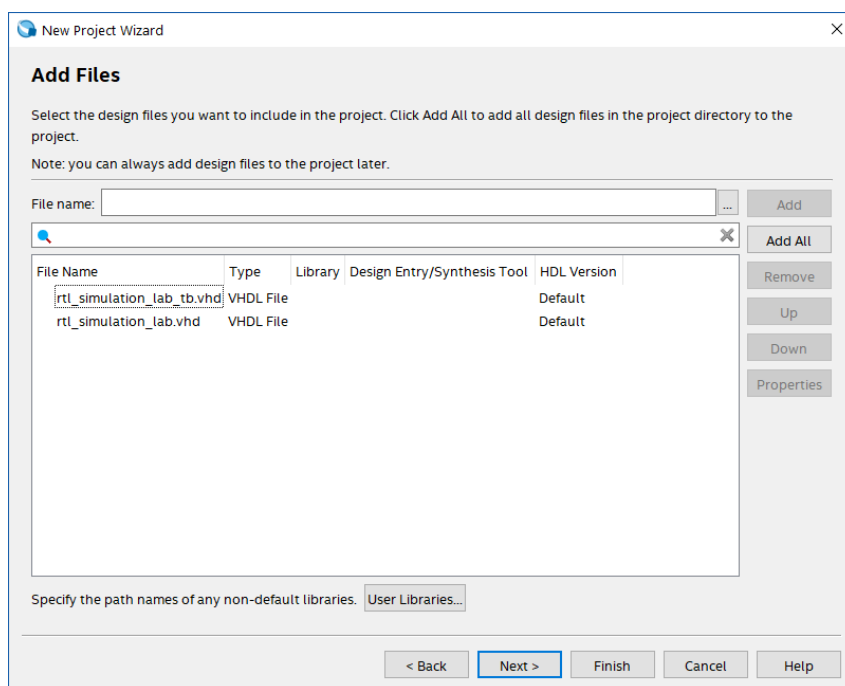 New Project Wizard
Add Files
Select the design files you want to include in the project. Click Add All to add all design files in the project directory to the
project.
Note: you can always add design files to the project later.
File name: ... Add
Add All
File Name Type Library Design Entry/Synthesis Tool HDL Version
Remove
rtl_simulation_lab_tb.vhd VHDL File Default
Up
rtl_simulation_lab.vhd VHDL File Default
Down
Properties
Specify the path names of any non-default libraries. User Libraries...
< Back Next > Finish Cancel Help